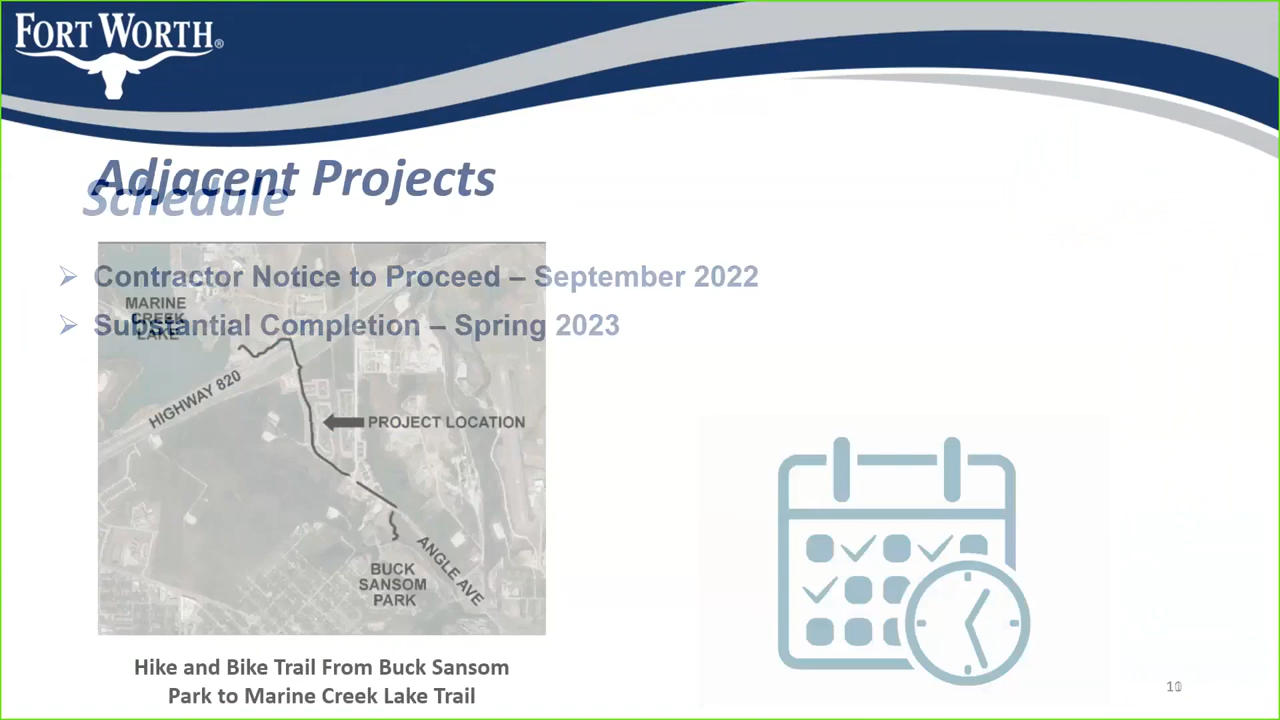 FORT WORTH®
Adjacent Projects
Schedule
➢ Contractor Notice to Proceed – September 2022
➢ Substantial Completion – Spring 2023
MARINE
CREEK
LAKE
HIGHWAY 820
PROJECT LOCATION
ANGLE AVE
BUCK
SANSOM
PARK
Hike and Bike Trail From Buck Sansom
Park to Marine Creek Lake Trail